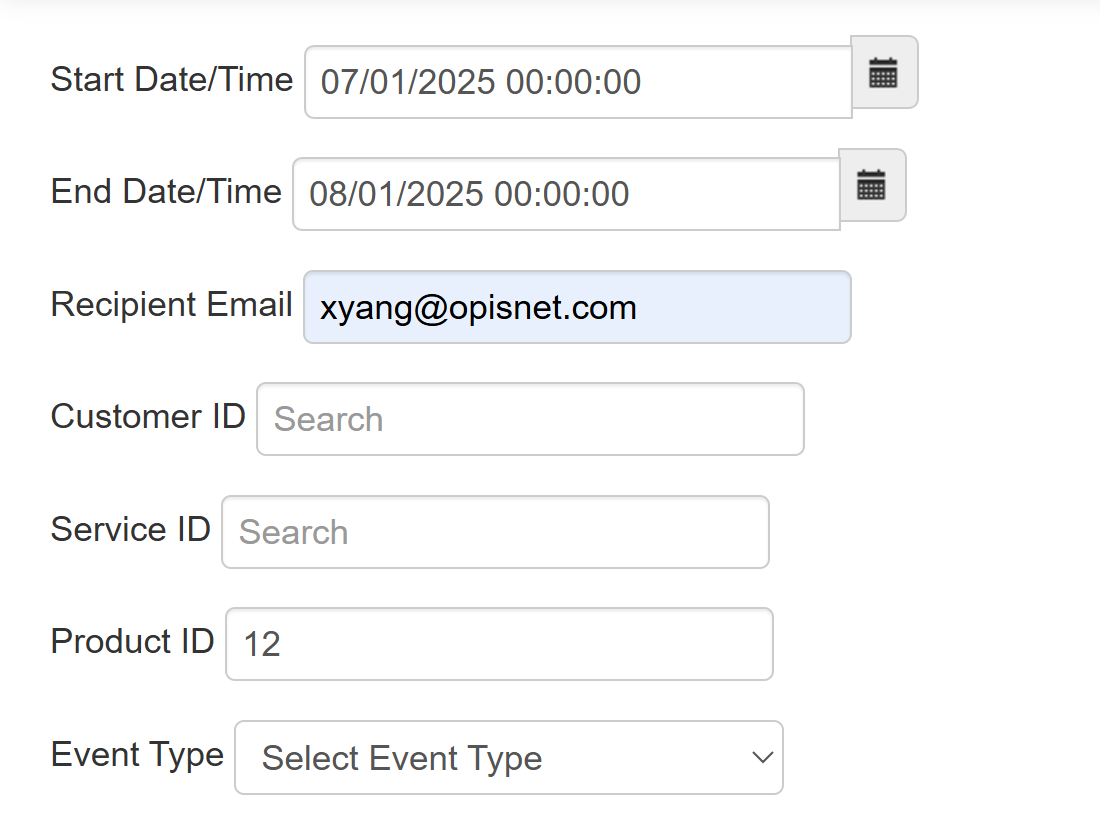 Start Date/Time 07/01/2025 00:00:00
End Date/Time 08/01/2025 00:00:00
Recipient Email xyang@opisnet.com
Customer ID Search
Service ID Search
Product ID 12
Event Type Select Event Type